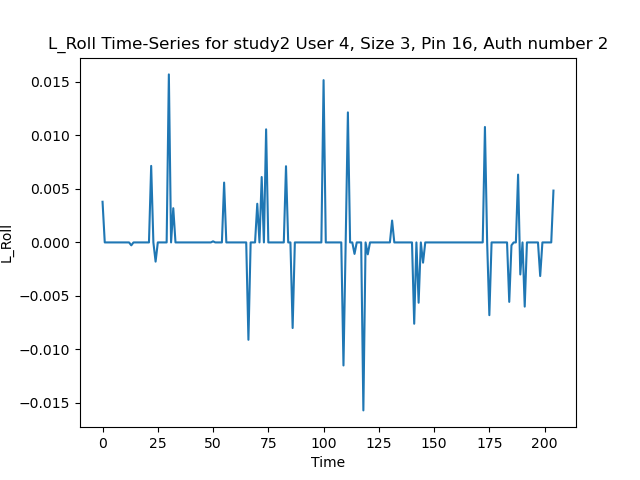 L_Roll Time-Series for study2 User 4, Size 3, Pin 16, Auth number 2
0.015
0.010
0.005
0.000
−0.005
−0.010
−0.015
L_Roll
0 25 50 75 100 125 150 175 200
Time